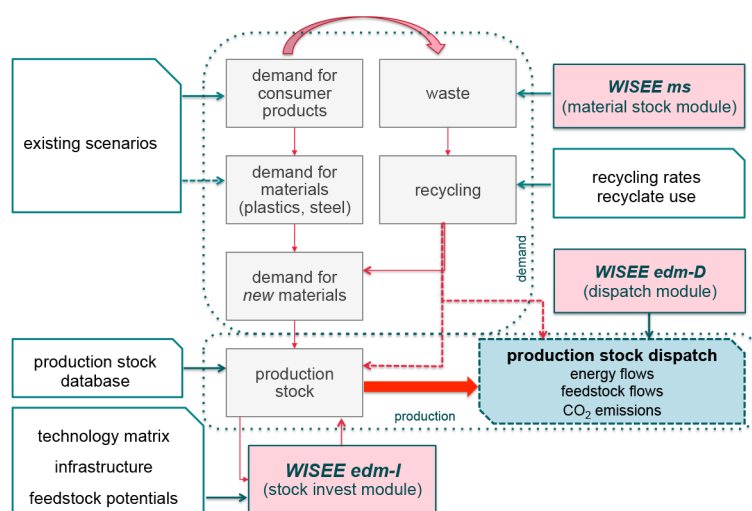 demand for
consumer
products
waste
WISEE ms
(material stock module)
existing scenarios
demand for
materials
(plastics, steel)
recycling
recycling rates
recyclate use
demand
demand for
new materials
WISEE edm-D
(dispatch module)
production stock
database
production
stock
production stock dispatch
energy flows
feedstock flows
CO₂ emissions
production
technology matrix
infrastructure
feedstock potentials
WISEE edm-I
(stock invest module)